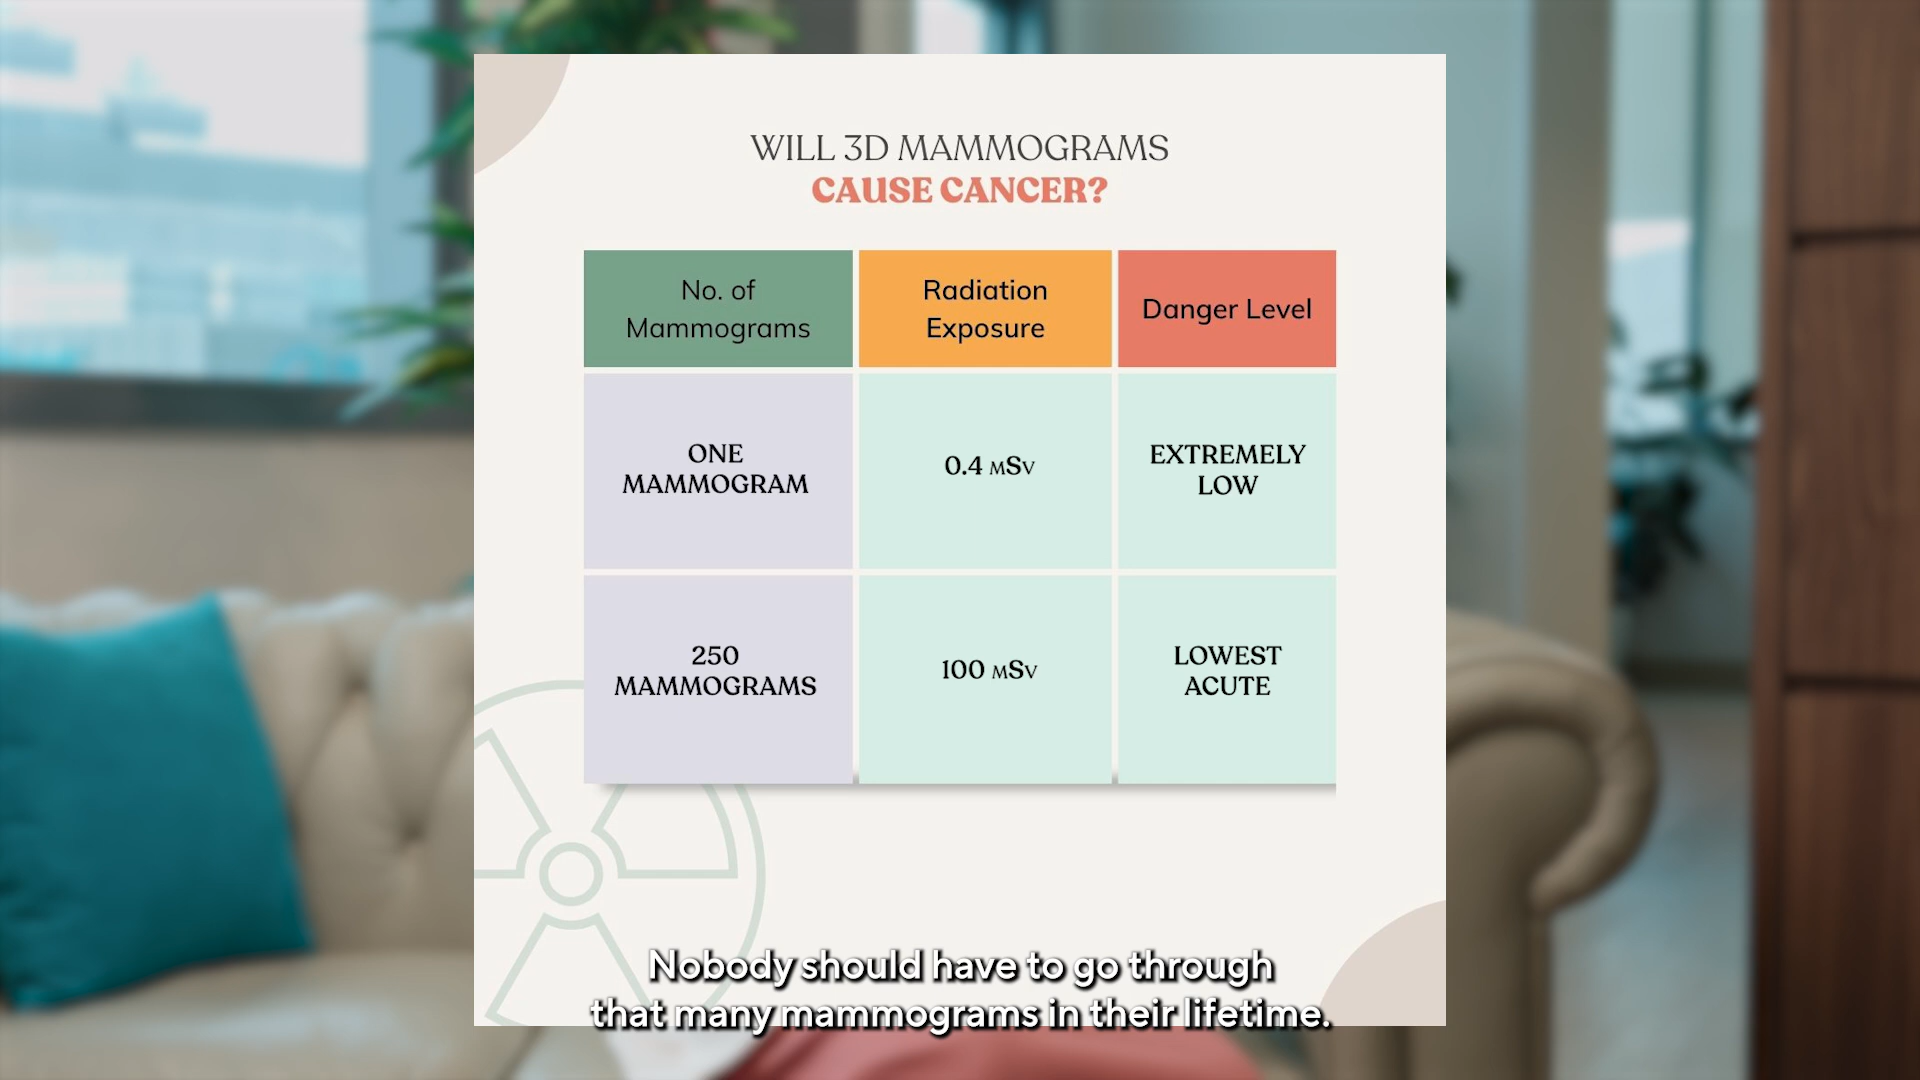 WILL 3D MAMMOGRAMS
CAUSE CANCER?
No. of
Mammograms
Radiation
Exposure
Danger Level
ONE
MAMMOGRAM
0.4 MSV
EXTREMELY
LOW
250
MAMMOGRAMS
100 MSV
LOWEST
ACUTE
Nobody should have to go through
that many mammograms in their lifetime.